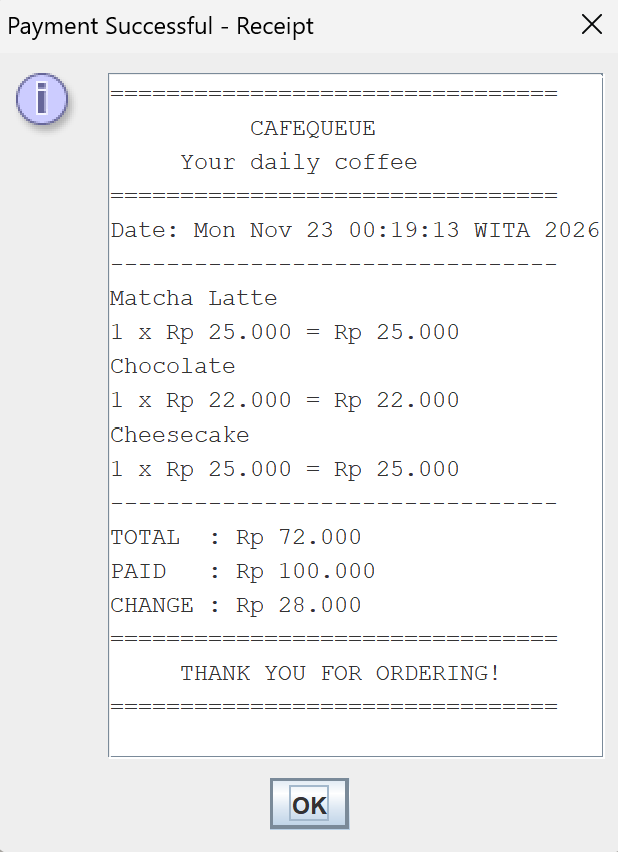 Payment Successful - Receipt
================================
CAFEQUEUE
Your daily coffee
================================
Date: Mon Nov 23 00:19:13 WITA 2026
--------------------------------
Matcha Latte
1 x Rp 25.000 = Rp 25.000
Chocolate
1 x Rp 22.000 = Rp 22.000
Cheesecake
1 x Rp 25.000 = Rp 25.000
--------------------------------
TOTAL  : Rp 72.000
PAID   : Rp 100.000
CHANGE : Rp 28.000
================================
THANK YOU FOR ORDERING!
================================
OK